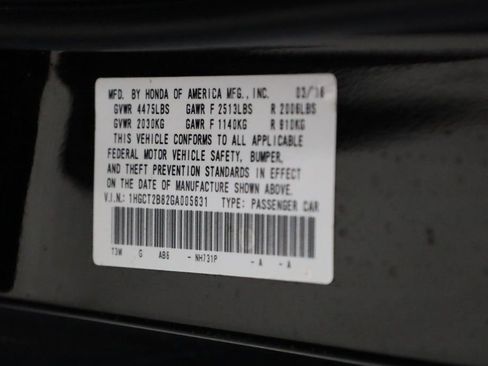 MFD. BY HONDA OF AMERICA MFG., INC. 03/16
GVWR 4475LBS GAWR F 2513LBS R 2006LBS
GVWR 2030KG GAWR F 1140KG R 910KG
THIS VEHICLE CONFORMS TO ALL APPLICABLE
FEDERAL MOTOR VEHICLE SAFETY, BUMPER,
AND THEFT PREVENTION STANDARDS IN EFFECT
ON THE DATE OF MANUFACTURE SHOWN ABOVE.
V.I.N.: 1HGCT2B82GA005631 TYPE: PASSENGER CAR
T3W G AB6 - NH731P - A - A